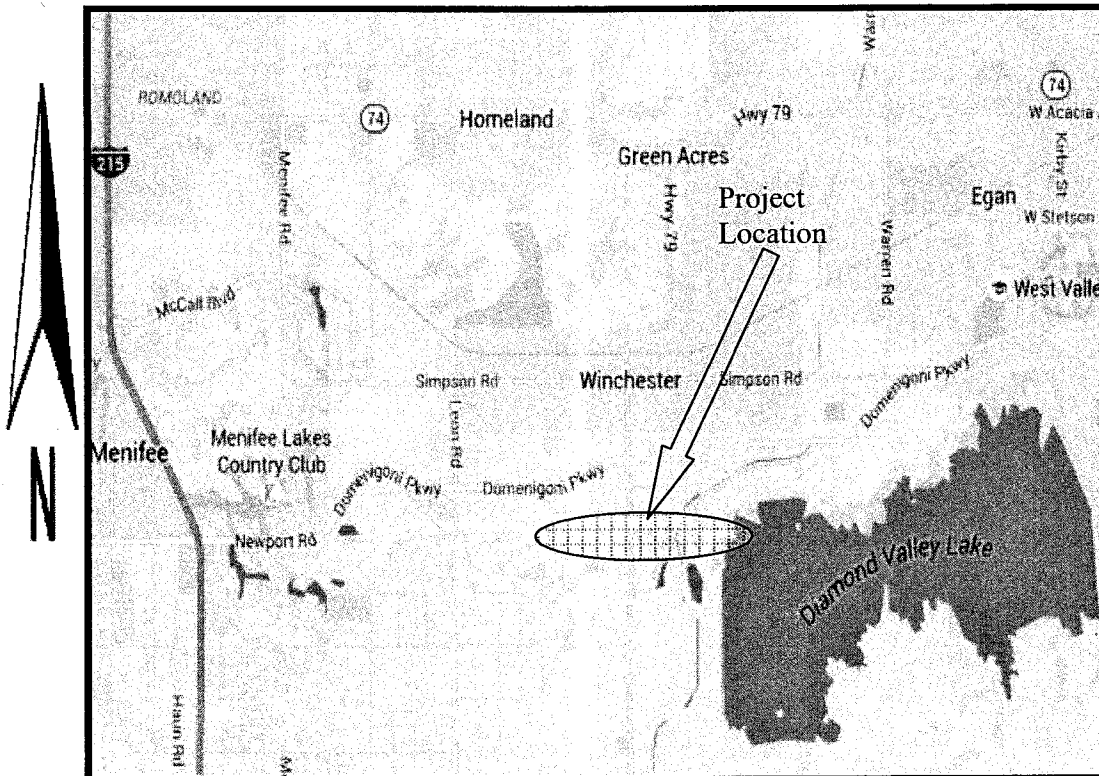 Warr
ROMOLAND
74
Homeland
Hwy 79
74
W Acacia A
215
Menifee Rd
Green Acres
Kirby St
Project
Location
Hwy 79
Egan
W Stetson
Warren Rd
McCall Blvd
West Valle
Simpson Rd
Winchester
Simpson Rd
Domenigoni Pkwy
Leon Rd
Menifee
Menifee Lakes
Country Club
Domenigoni Pkwy
Domenigoni Pkwy
N
Newport Rd
Diamond Valley Lake
Haun Rd